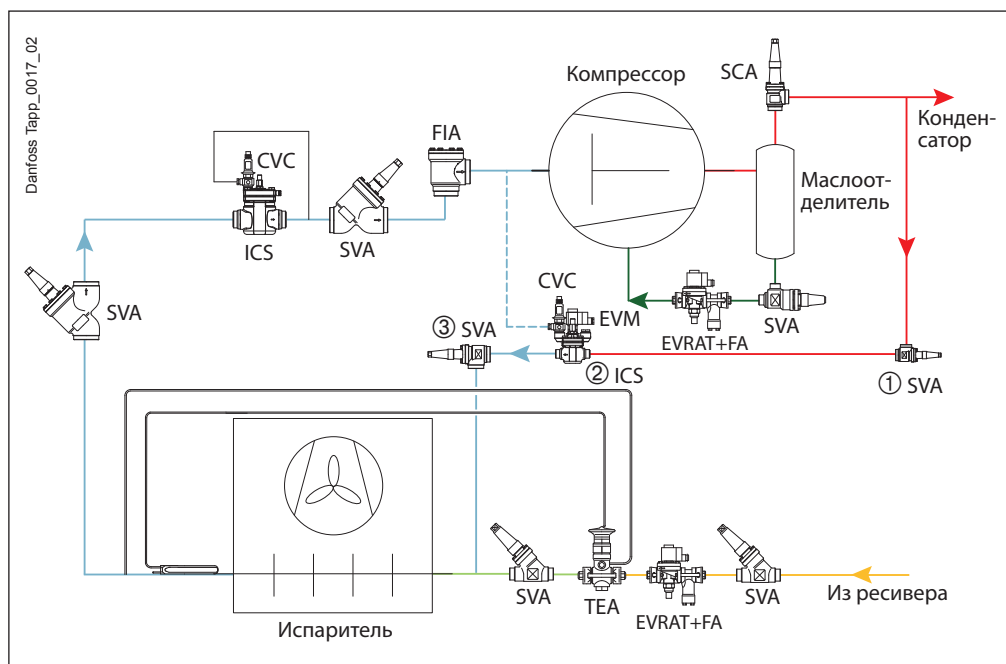 Danfoss Tapp_0017_02
SCA
Компрессор
Конден-
сатор
FIA
CVC
Маслоот-
делитель
ICS
SVA
SVA
CVC
EVM
SVA
EVRAT+FA
③ SVA
② ICS
① SVA
SVA
TEA
EVRAT+FA
SVA
Из ресивера
Испаритель